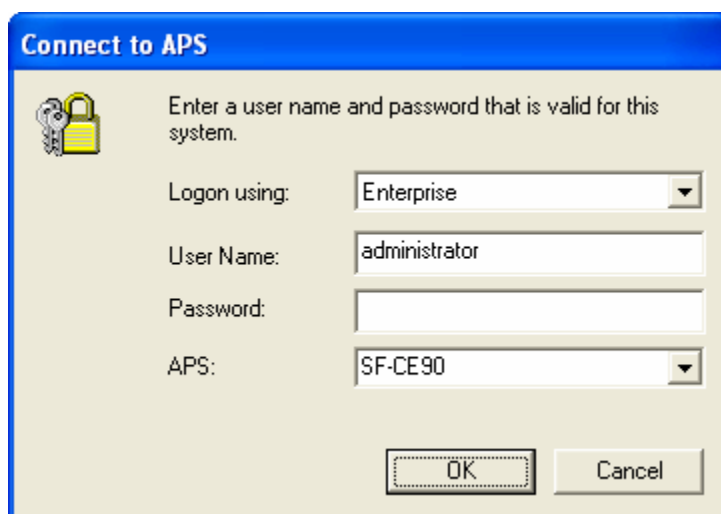 Connect to APS
Enter a user name and password that is valid for this
system.
Logon using: Enterprise
User Name: administrator
Password:
APS: SF-CE90
OK Cancel